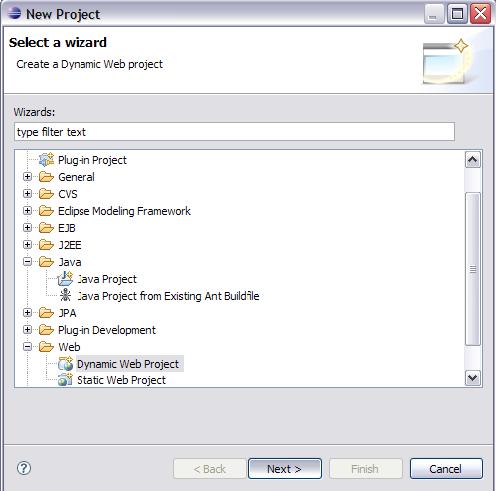 New Project
Select a wizard
Create a Dynamic Web project
Wizards:
type filter text
Plug-in Project
General
CVS
Eclipse Modeling Framework
EJB
J2EE
Java
Java Project
Java Project from Existing Ant Buildfile
JPA
Plug-in Development
Web
Dynamic Web Project
Static Web Project
?
< Back
Next >
Finish
Cancel